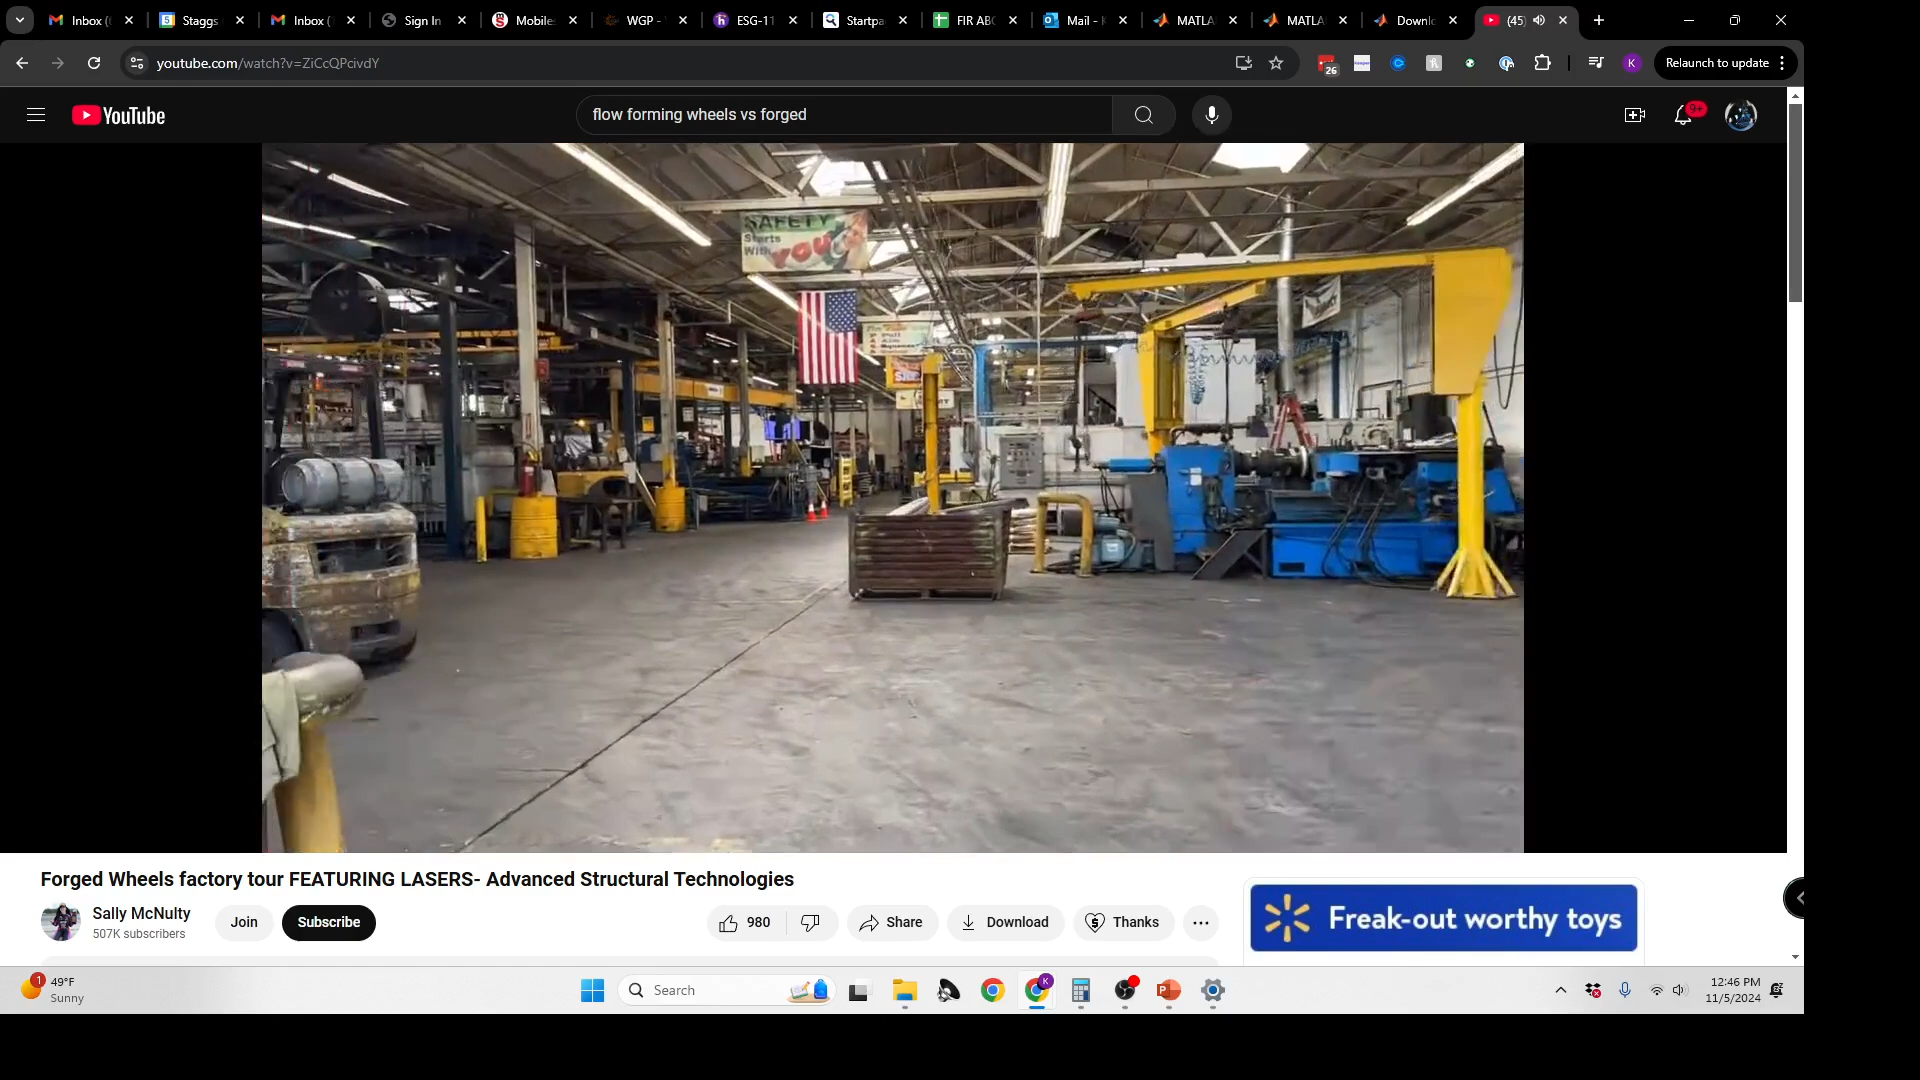 Inbox (
Staggs
Inbox (
Sign In
Mobile
WGP -
ESG-11
Startpa
FIR ABC
Mail -
MATLA
MATLA
Downlo
(45)
youtube.com/watch?v=ZiCcQPcivdY
26
K
Relaunch to update
YouTube
flow forming wheels vs forged
9+
SAFETY
Starts
With YOU
Forged Wheels factory tour FEATURING LASERS- Advanced Structural Technologies
Sally McNulty
507K subscribers
Join
Subscribe
980
Share
Download
Thanks
Freak-out worthy toys
1
49°F
Sunny
Search
K
12:46 PM
11/5/2024